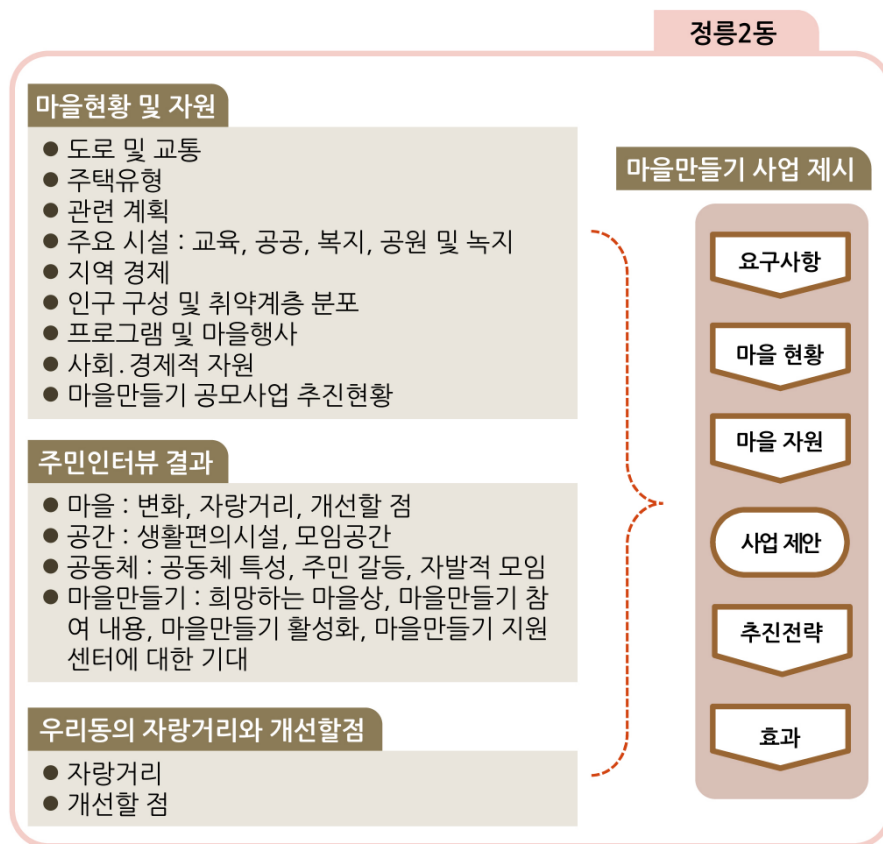 정릉2동
마을현황 및 자원
● 도로 및 교통
● 주택유형
● 관련 계획
● 주요 시설 : 교육, 공공, 복지, 공원 및 녹지
● 지역 경제
● 인구 구성 및 취약계층 분포
● 프로그램 및 마을행사
● 사회.경제적 자원
● 마을만들기 공모사업 추진현황
주민인터뷰 결과
● 마을 : 변화, 자랑거리, 개선할 점
● 공간 : 생활편의시설, 모임공간
● 공동체 : 공동체 특성, 주민 갈등, 자발적 모임
● 마을만들기 : 희망하는 마을상, 마을만들기 참
여 내용, 마을만들기 활성화, 마을만들기 지원
센터에 대한 기대
우리동의 자랑거리와 개선할점
● 자랑거리
● 개선할 점
마을만들기 사업 제시
요구사항
마을 현황
마을 자원
사업 제안
추진전략
효과